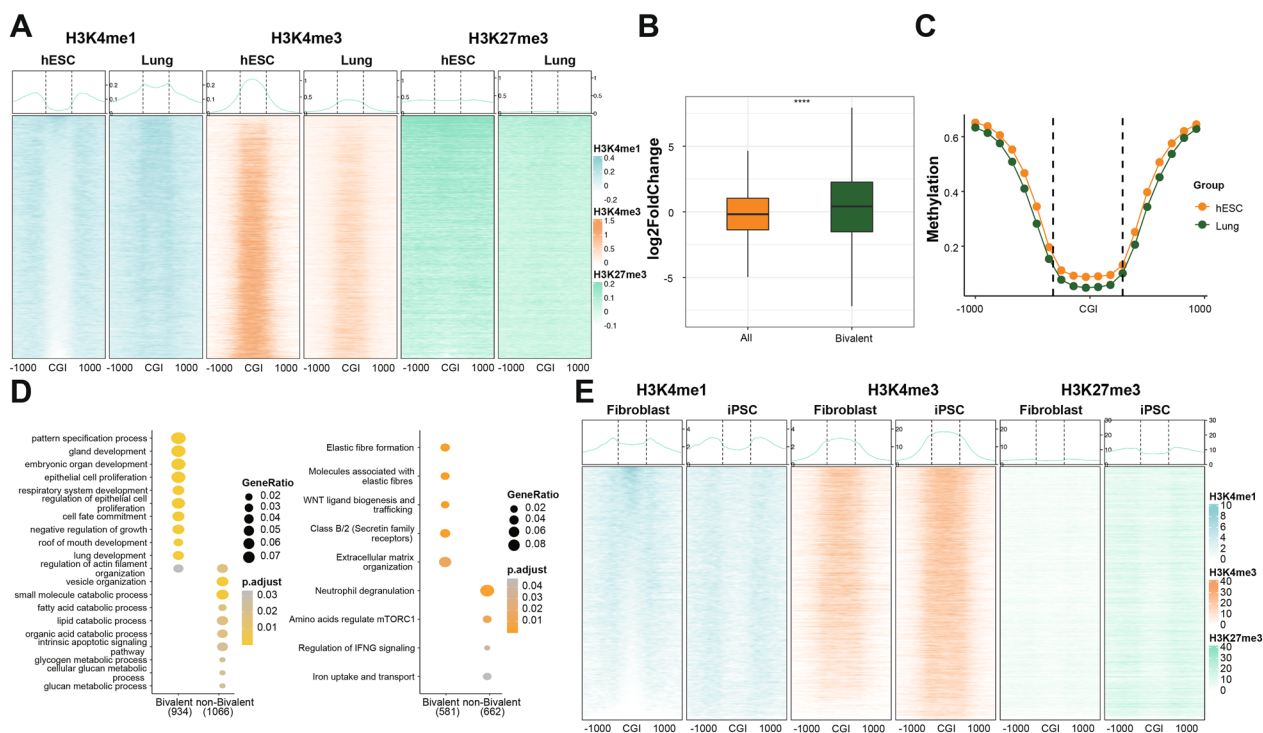 A
H3K4me1
H3K4me3
H3K27me3
hESC
Lung
hESC
Lung
hESC
Lung
0.2
0.1
1
0.5
0
1
0.5
0
H3K4me1
0.4
0.2
0
-0.2
H3K4me3
1.5
1
0.5
0
H3K27me3
0.2
0.1
0
-0.1
-1000 CGI 1000
-1000 CGI 1000
-1000 CGI 1000
-1000 CGI 1000
-1000 CGI 1000
-1000 CGI 1000
B
log2FoldChange
5
0
-5
****
All
Bivalent
C
Methylation
0.6
0.4
0.2
-1000
CGI
1000
Group
hESC
Lung
D
pattern specification process
gland development
embryonic organ development
epithelial cell proliferation
respiratory system development
regulation of epithelial cell
proliferation
cell fate commitment
negative regulation of growth
roof of mouth development
lung development
regulation of actin filament
organization
vesicle organization
small molecule catabolic process
fatty acid catabolic process
lipid catabolic process
organic acid catabolic process
intrinsic apoptotic signaling
pathway
glycogen metabolic process
cellular glucan metabolic
process
glucan metabolic process
Bivalent non-Bivalent
(934) (1066)
GeneRatio
0.02
0.03
0.04
0.05
0.06
0.07
p.adjust
0.03
0.02
0.01
Elastic fibre formation
Molecules associated with
elastic fibres
WNT ligand biogenesis and
trafficking
Class B/2 (Secretin family
receptors)
Extracellular matrix
organization
Neutrophil degranulation
Amino acids regulate mTORC1
Regulation of IFNG signaling
Iron uptake and transport
Bivalent non-Bivalent
(581) (662)
GeneRatio
0.02
0.04
0.06
0.08
p.adjust
0.04
0.03
0.02
0.01
E
H3K4me1
H3K4me3
H3K27me3
Fibroblast
iPSC
Fibroblast
iPSC
Fibroblast
iPSC
4
2
20
10
0
30
20
10
0
H3K4me1
10
8
6
4
2
0
H3K4me3
40
30
20
10
0
H3K27me3
40
30
20
10
0
-1000 CGI 1000
-1000 CGI 1000
-1000 CGI 1000
-1000 CGI 1000
-1000 CGI 1000
-1000 CGI 1000